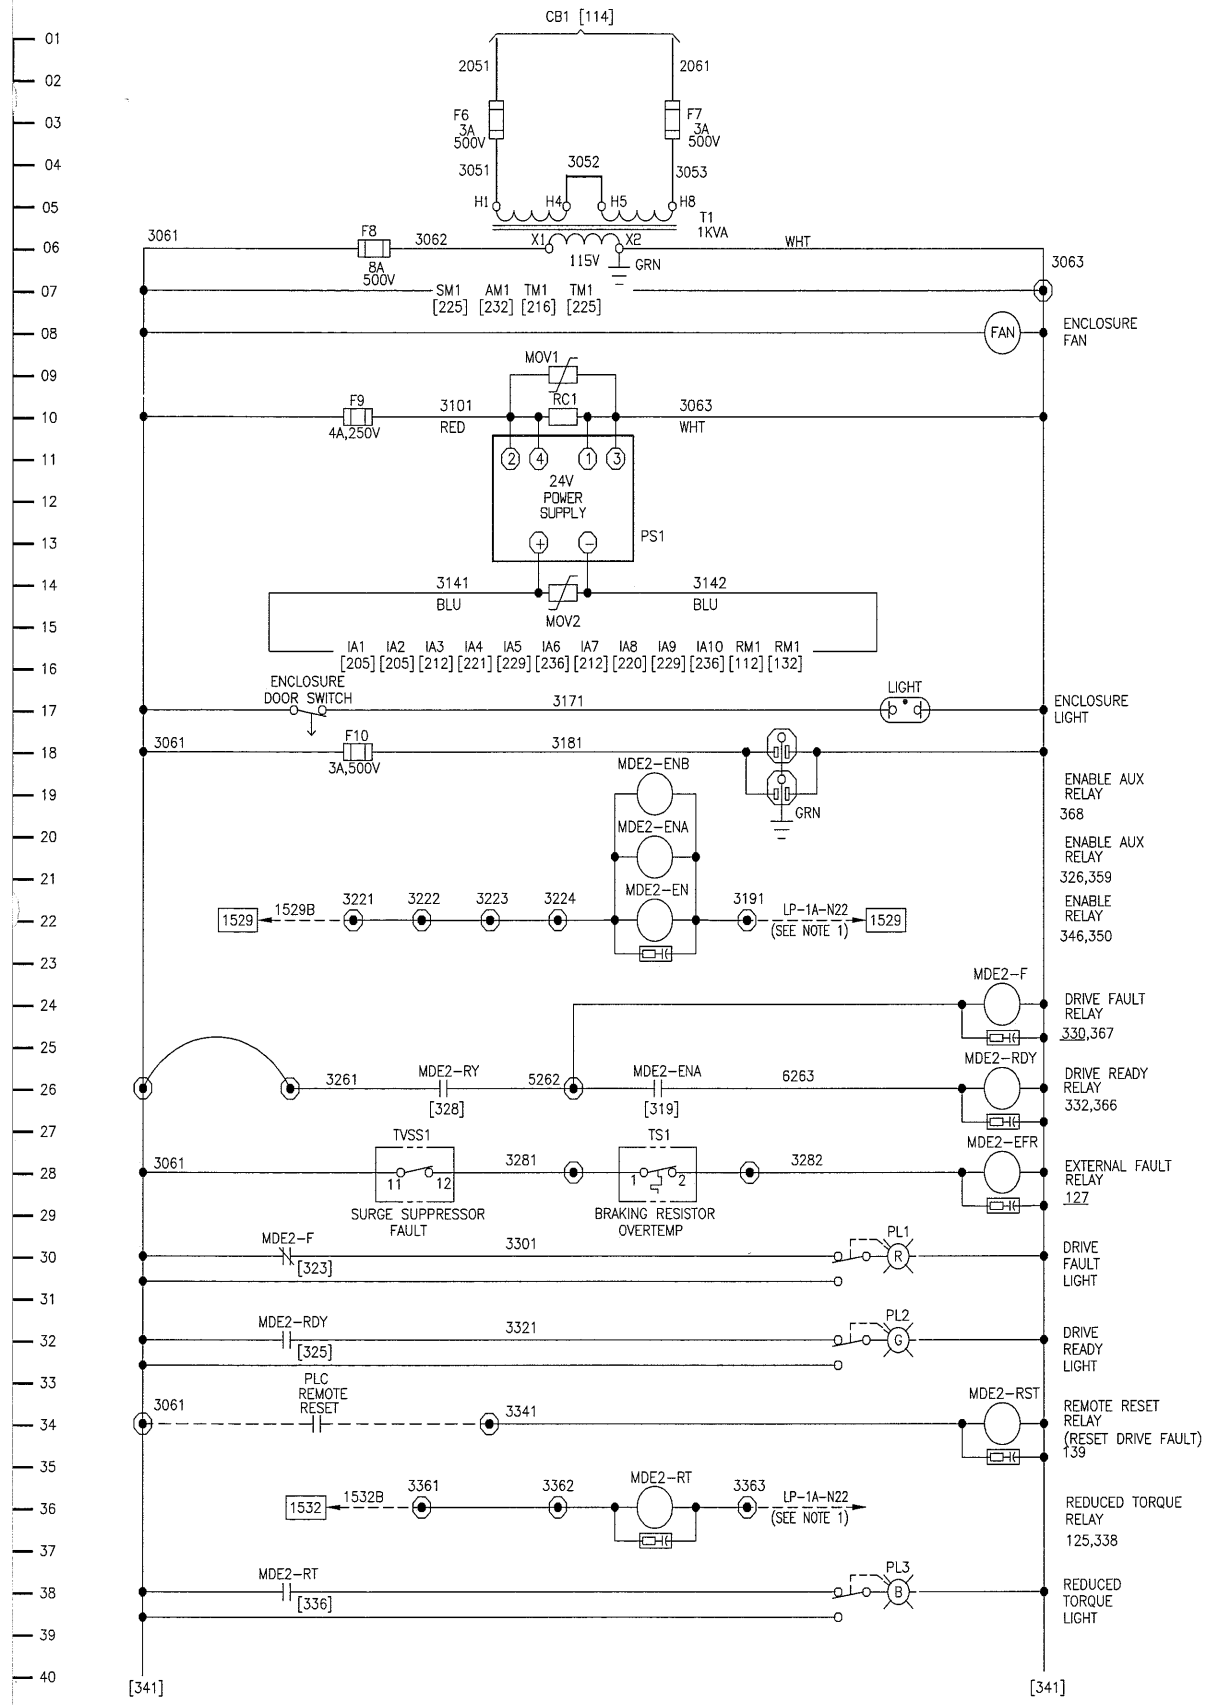 CB1 [114]
01
2051 2061
02
F6 3A 500V
F7 3A 500V
03
04
3051 3052 3053
05
H1 H4 H5 H8
T1 1KVA
06
3061 F8 3062 X1 X2 WHT
8A 500V
115V GRN
3063
07
SM1 AM1 TM1 TM1
[225] [232] [216] [225]
08
FAN
ENCLOSURE
FAN
09
MOV1
10
F9 3101 RC1 3063
4A,250V RED WHT
11
2 4 1 3
12
24V
POWER
SUPPLY
13
+ −
PS1
14
3141 3142
BLU BLU
MOV2
15
16
IA1 IA2 IA3 IA4 IA5 IA6 IA7 IA8 IA9 IA10 RM1 RM1
[205] [205] [212] [221] [229] [236] [212] [220] [229] [236] [112] [132]
17
ENCLOSURE
DOOR SWITCH
3171
LIGHT
ENCLOSURE
LIGHT
18
3061 F10 3181
3A,500V
19
MDE2-ENB
GRN
ENABLE AUX
RELAY
368
20
MDE2-ENA
ENABLE AUX
RELAY
326,359
21
MDE2-EN
22
1529 1529B 3221 3222 3223 3224 3191 LP-1A-N22 1529
(SEE NOTE 1)
ENABLE
RELAY
346,350
23
24
MDE2-F
DRIVE FAULT
RELAY
330,367
25
26
3261 MDE2-RY 5262 MDE2-ENA 6263 MDE2-RDY
[328] [319]
DRIVE READY
RELAY
332,366
27
28
3061 TVSS1 3281 TS1 3282 MDE2-EFR
11 12 1 2
SURGE SUPPRESSOR
FAULT
BRAKING RESISTOR
OVERTEMP
EXTERNAL FAULT
RELAY
127
29
30
MDE2-F 3301 PL1
[323] R
DRIVE
FAULT
LIGHT
31
32
MDE2-RDY 3321 PL2
[325] G
DRIVE
READY
LIGHT
33
34
3061 PLC
REMOTE
RESET
3341 MDE2-RST
REMOTE RESET
RELAY
(RESET DRIVE FAULT)
139
35
36
1532 1532B 3361 3362 MDE2-RT 3363 LP-1A-N22
(SEE NOTE 1)
REDUCED TORQUE
RELAY
125,338
37
38
MDE2-RT PL3
[336] B
REDUCED
TORQUE
LIGHT
39
40
[341] [341]